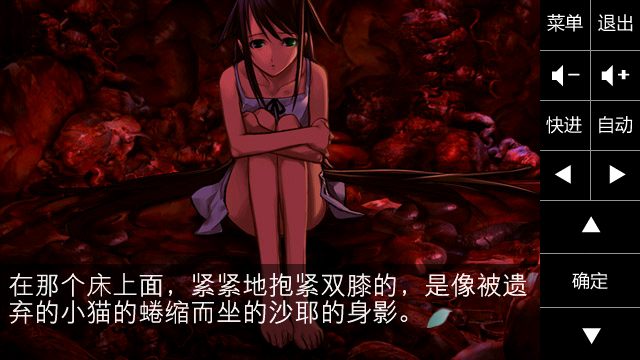 菜单 退出
快进 自动
在那个床上面，紧紧地抱紧双膝的，是像被遗
弃的小猫的蜷缩而坐的沙耶的身影。
确定